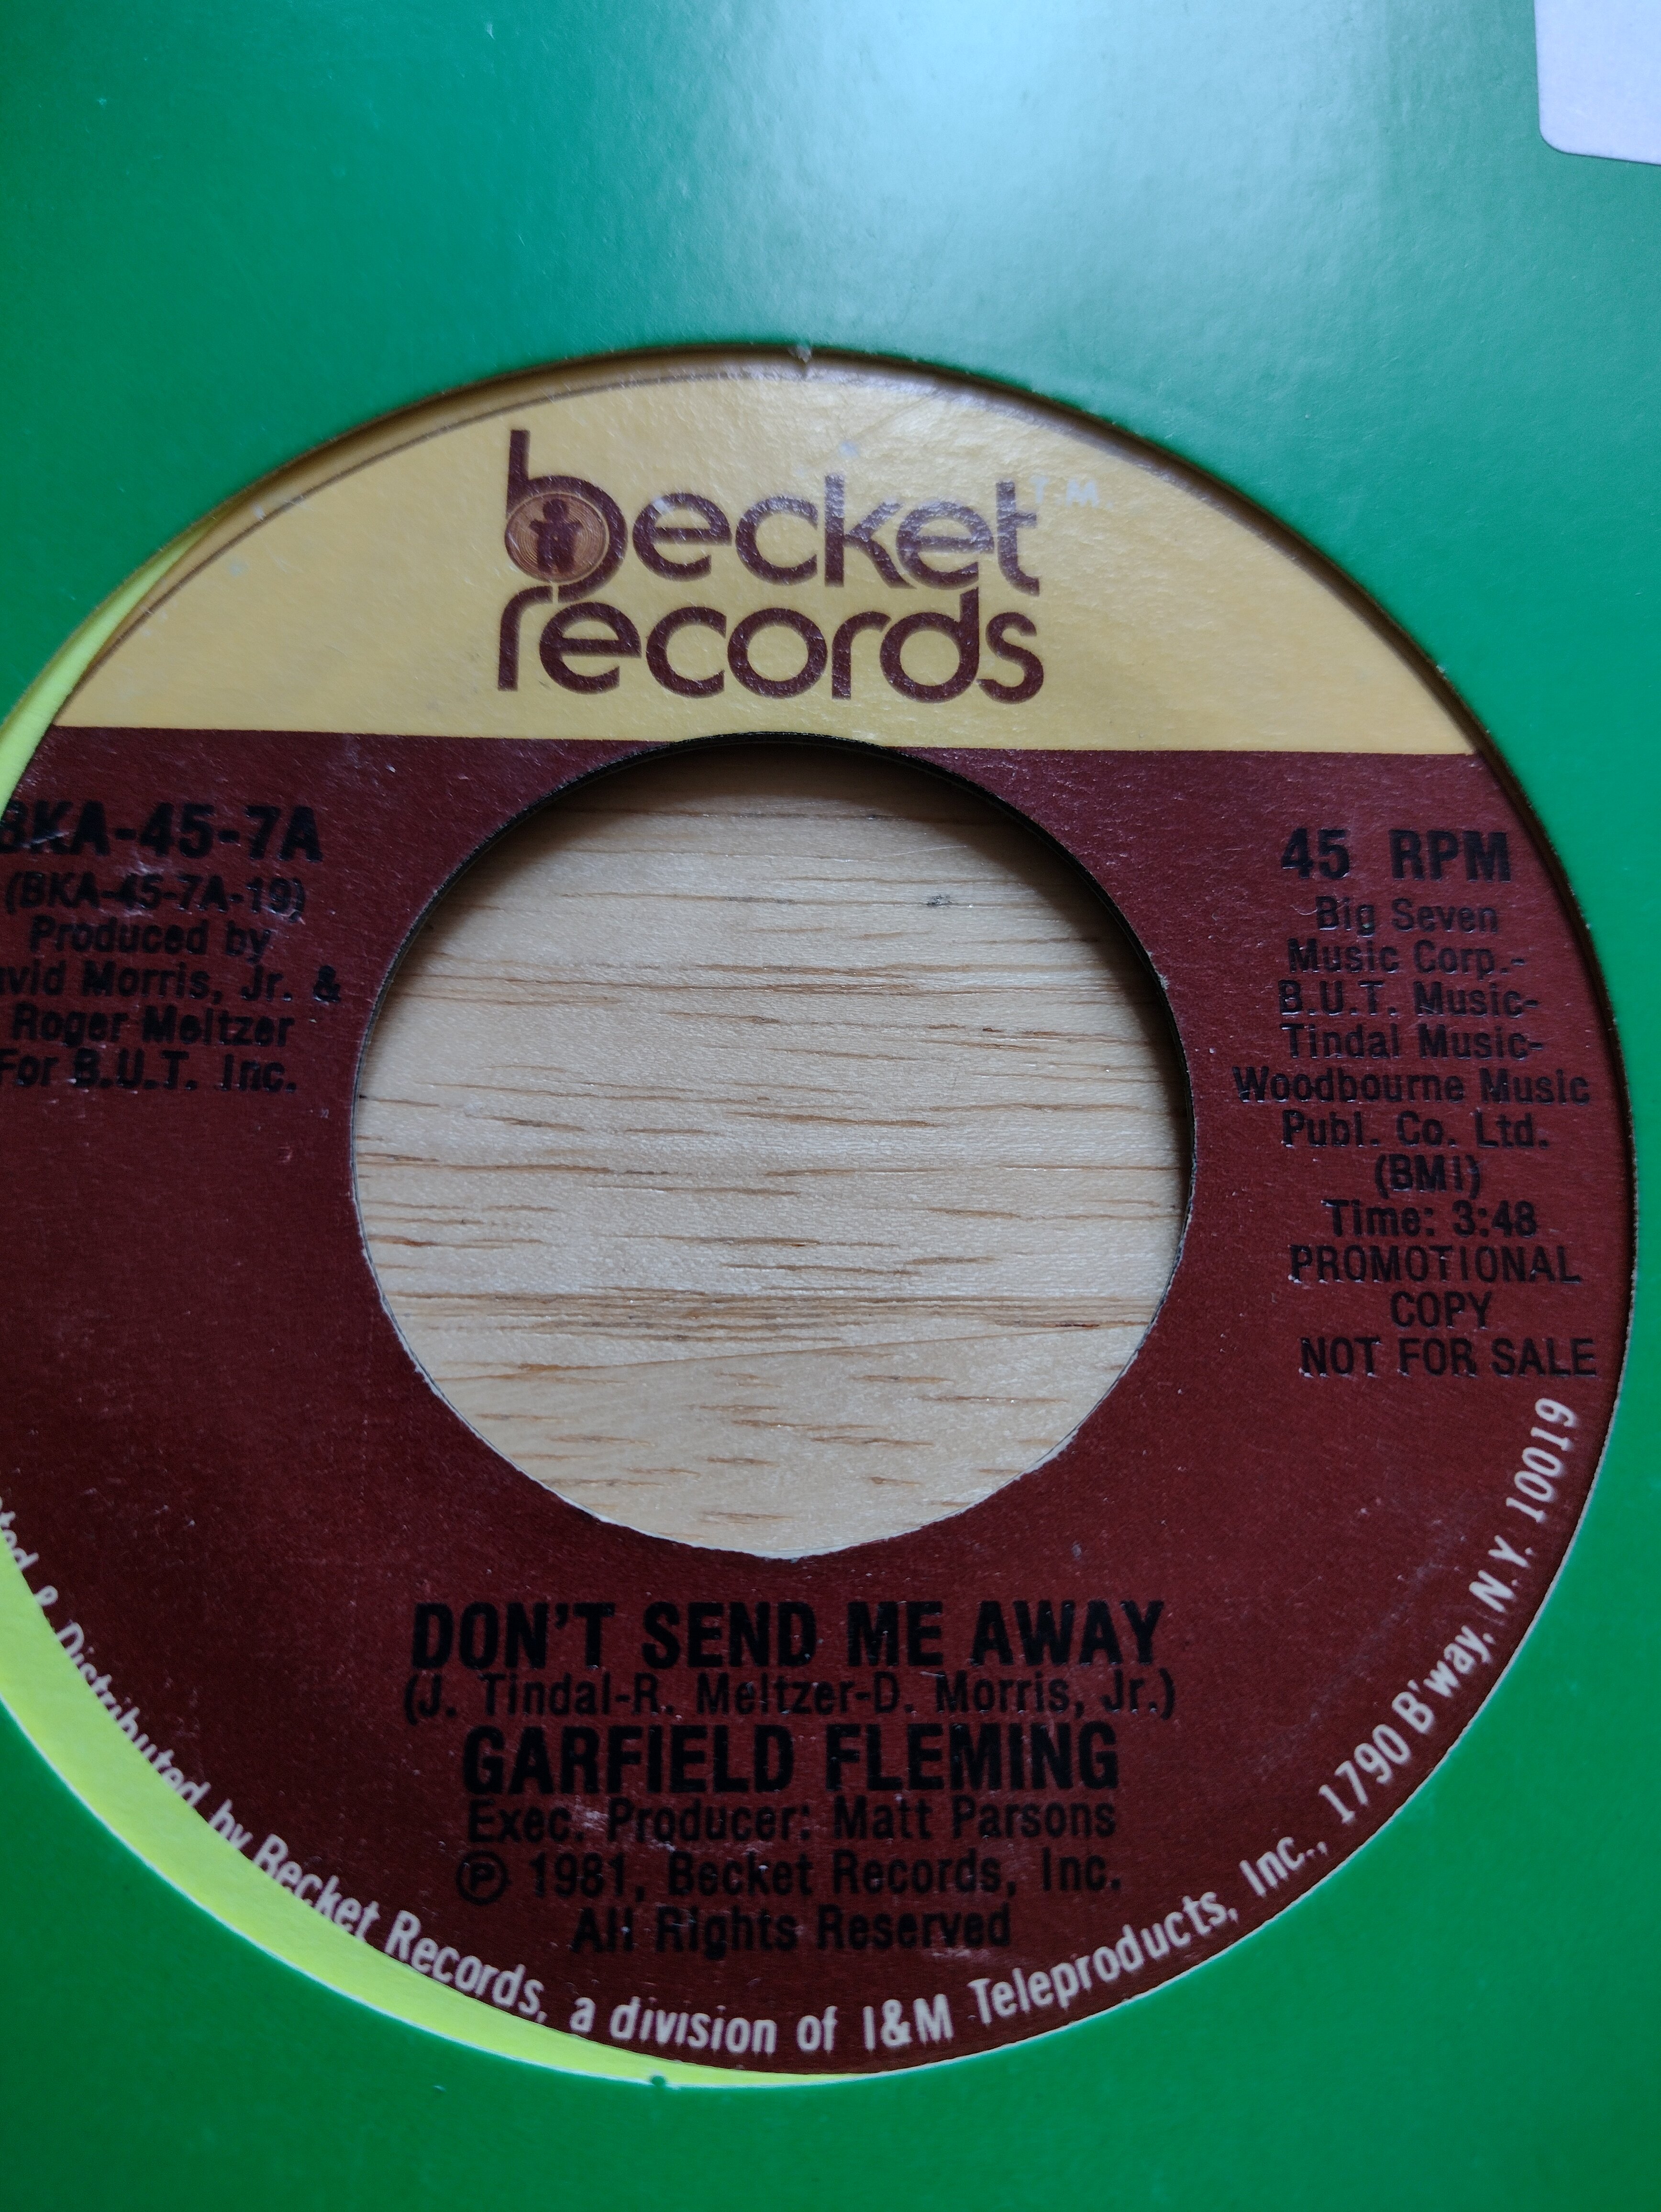 becket TM
records
BKA-45-7A
(BKA-45-7A-19)
Produced by
vid Morris, Jr. &
Roger Meltzer
For B.U.T. Inc.
45 RPM
Big Seven
Music Corp.-
B.U.T. Music-
Tindal Music-
Woodbourne Music
Publ. Co. Ltd.
(BMI)
Time: 3:48
PROMOTIONAL
COPY
NOT FOR SALE
DON'T SEND ME AWAY
(J. Tindal-R. Meltzer-D. Morris, Jr.)
GARFIELD FLEMING
Exec. Producer: Matt Parsons
℗ 1981, Becket Records, Inc.
All Rights Reserved
& Distributed by Becket Records, a division of I&M Teleproducts, Inc., 1790 B'way, N.Y. 10019